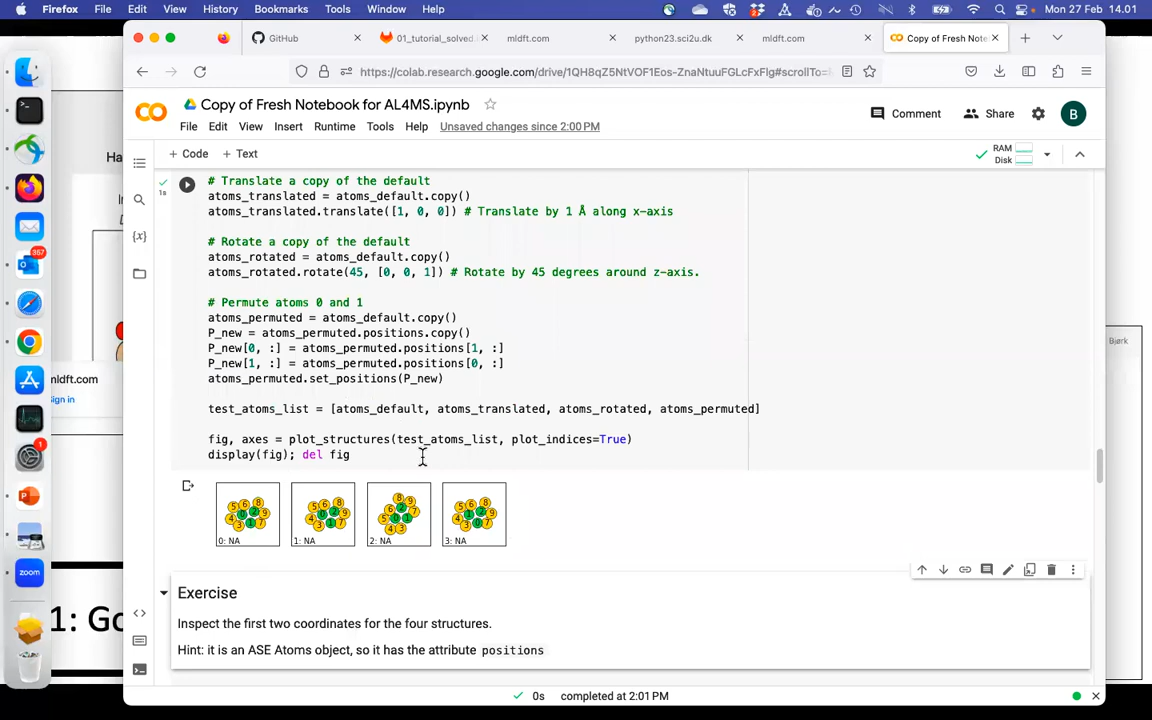 Firefox File Edit View History Bookmarks Tools Window Help Mon 27 Feb 14.01
GitHub 01_tutorial_solved. mldft.com python23.sci2u.dk mldft.com Copy of Fresh Note
https://colab.research.google.com/drive/1QH8qZ5NtVOF1Eos-ZnaNtuuFGLcFxFlg#scrollTo=
Copy of Fresh Notebook for AL4MS.ipynb
Comment Share B
File Edit View Insert Runtime Tools Help Unsaved changes since 2:00 PM
+ Code + Text
RAM
Disk
Ha
In
367
1
1s
{x}
# Translate a copy of the default
atoms_translated = atoms_default.copy()
atoms_translated.translate([1, 0, 0]) # Translate by 1 Å along x-axis
# Rotate a copy of the default
atoms_rotated = atoms_default.copy()
atoms_rotated.rotate(45, [0, 0, 1]) # Rotate by 45 degrees around z-axis.
# Permute atoms 0 and 1
atoms_permuted = atoms_default.copy()
P_new = atoms_permuted.positions.copy()
P_new[0, :] = atoms_permuted.positions[1, :]
P_new[1, :] = atoms_permuted.positions[0, :]
atoms_permuted.set_positions(P_new)
test_atoms_list = [atoms_default, atoms_translated, atoms_rotated, atoms_permuted]
fig, axes = plot_structures(test_atoms_list, plot_indices=True)
display(fig); del fig
0: NA 1: NA 2: NA 3: NA
Bjørk
dft.com
ign in
zoom
1: Go
Exercise
Inspect the first two coordinates for the four structures.
Hint: it is an ASE Atoms object, so it has the attribute positions
0s completed at 2:01 PM